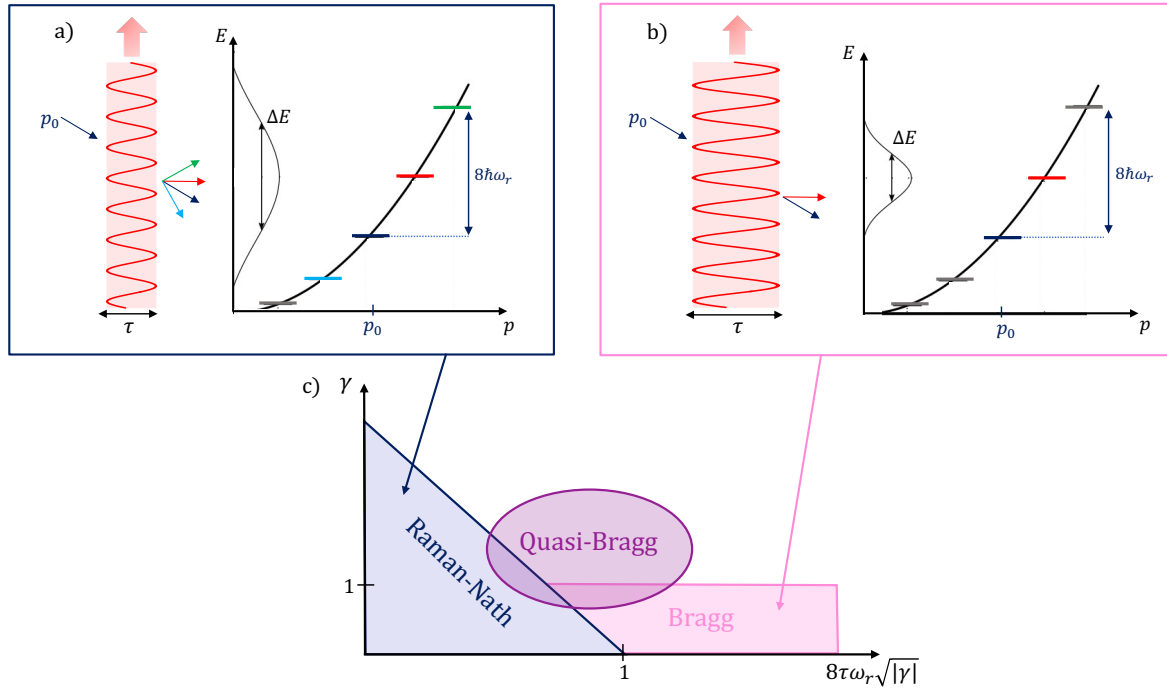 a)
E
p₀
ΔE
8ℏωᵣ
τ
p₀
p
b)
E
p₀
ΔE
8ℏωᵣ
τ
p₀
p
c)
γ
Raman-Nath
Quasi-Bragg
1
Bragg
1
8τωᵣ√|γ|